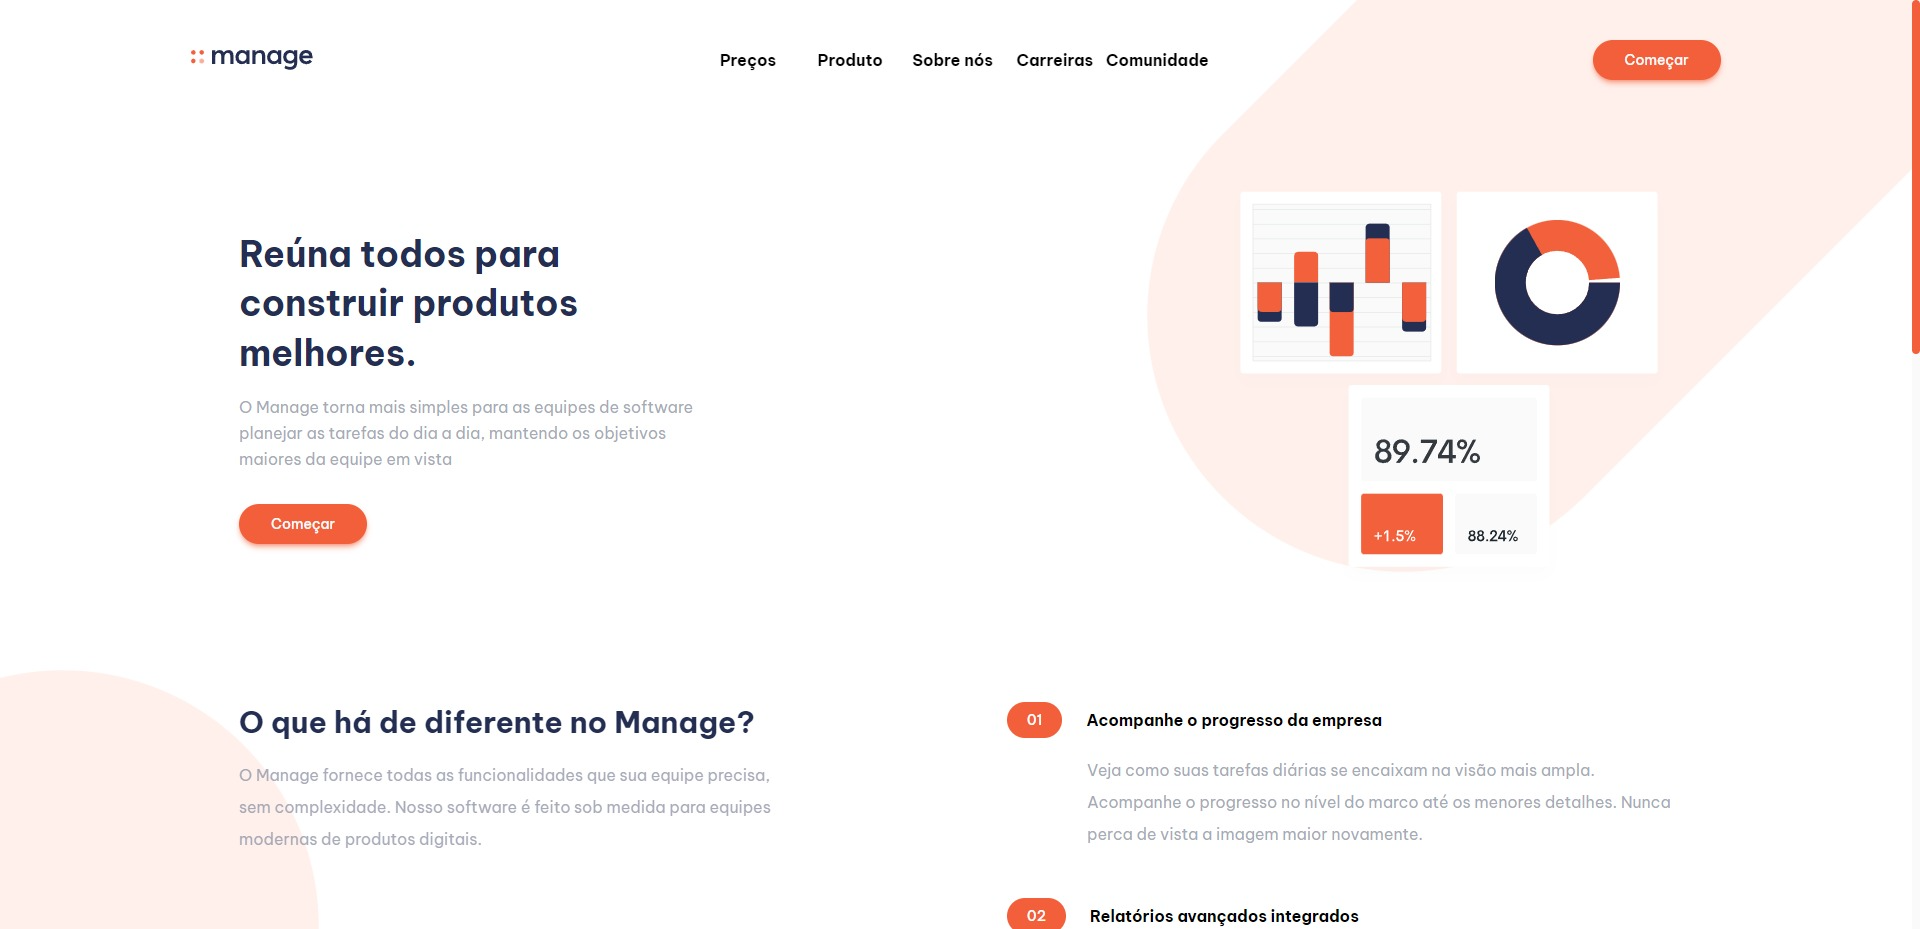 manage
Preços Produto Sobre nós Carreiras Comunidade
Começar
Reúna todos para
construir produtos
melhores.
O Manage torna mais simples para as equipes de software
planejar as tarefas do dia a dia, mantendo os objetivos
maiores da equipe em vista
Começar
89.74%
+1.5%
88.24%
O que há de diferente no Manage?
O Manage fornece todas as funcionalidades que sua equipe precisa,
sem complexidade. Nosso software é feito sob medida para equipes
modernas de produtos digitais.
01 Acompanhe o progresso da empresa
Veja como suas tarefas diárias se encaixam na visão mais ampla.
Acompanhe o progresso no nível do marco até os menores detalhes. Nunca
perca de vista a imagem maior novamente.
02 Relatórios avançados integrados